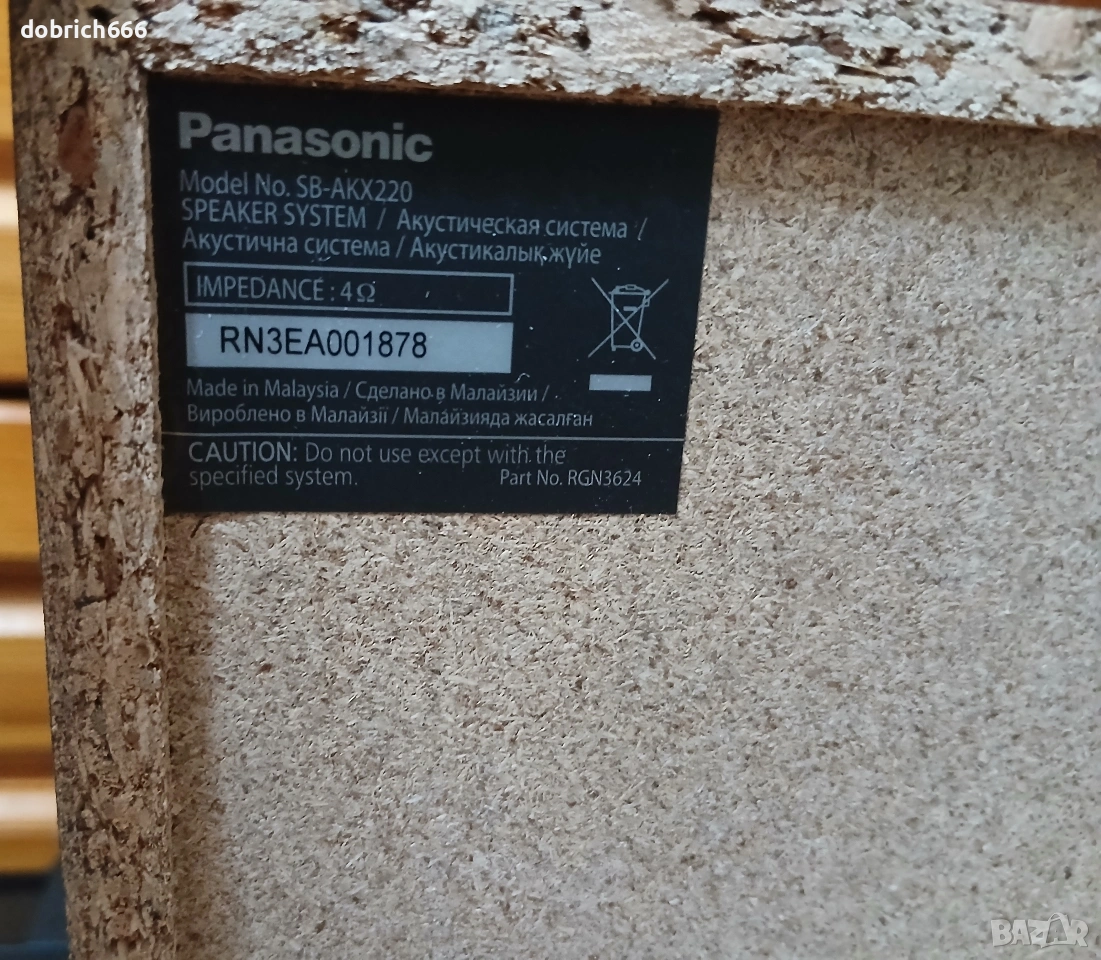 dobrich666
Panasonic
Model No. SB-AKX220
SPEAKER SYSTEM / Акустическая система /
Акустична система / Акустикалық жүйе
IMPEDANCE : 4Ω
RN3EA001878
Made in Malaysia / Сделано в Малайзии /
Вироблено в Малайзії / Малайзияда жасалған
CAUTION: Do not use except with the
specified system.
Part No. RGN3624
BAZAR